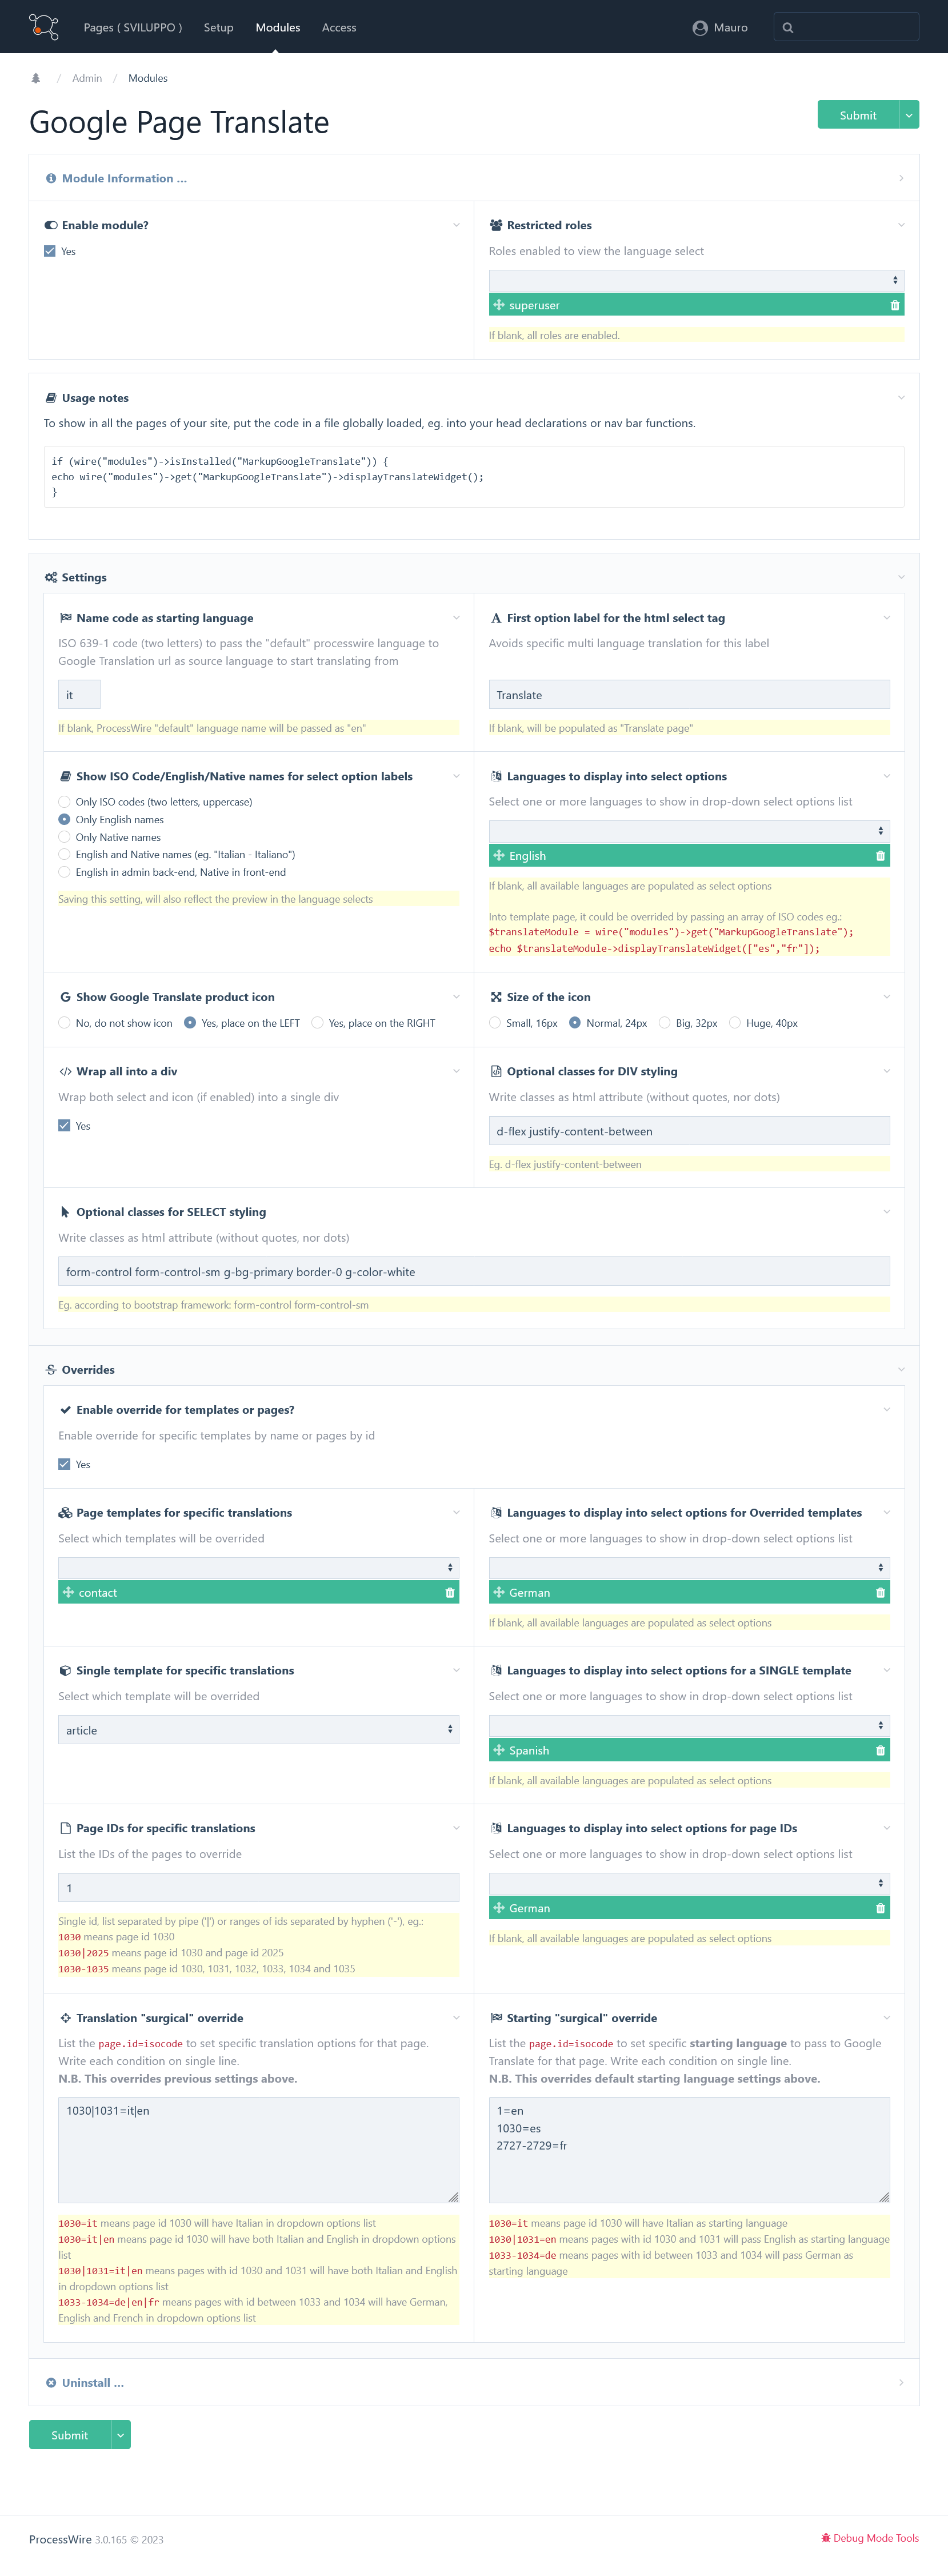 Pages ( SVILUPPO )
Setup
Modules
Access
Mauro
/ Admin / Modules
Google Page Translate
Submit
Module Information ...
Enable module?
Yes
Restricted roles
Roles enabled to view the language select
superuser
If blank, all roles are enabled.
Usage notes
To show in all the pages of your site, put the code in a file globally loaded, eg. into your head declarations or nav bar functions.
if (wire("modules")->isInstalled("MarkupGoogleTranslate")) {
echo wire("modules")->get("MarkupGoogleTranslate")->displayTranslateWidget();
}
Settings
Name code as starting language
ISO 639-1 code (two letters) to pass the "default" processwire language to
Google Translation url as source language to start translating from
it
If blank, ProcessWire "default" language name will be passed as "en"
First option label for the html select tag
Avoids specific multi language translation for this label
Translate
If blank, will be populated as "Translate page"
Show ISO Code/English/Native names for select option labels
Only ISO codes (two letters, uppercase)
Only English names
Only Native names
English and Native names (eg. "Italian - Italiano")
English in admin back-end, Native in front-end
Saving this setting, will also reflect the preview in the language selects
Languages to display into select options
Select one or more languages to show in drop-down select options list
English
If blank, all available languages are populated as select options
Into template page, it could be overrided by passing an array of ISO codes eg.:
$translateModule = wire("modules")->get("MarkupGoogleTranslate");
echo $translateModule->displayTranslateWidget(["es","fr"]);
Show Google Translate product icon
No, do not show icon
Yes, place on the LEFT
Yes, place on the RIGHT
Size of the icon
Small, 16px
Normal, 24px
Big, 32px
Huge, 40px
Wrap all into a div
Wrap both select and icon (if enabled) into a single div
Yes
Optional classes for DIV styling
Write classes as html attribute (without quotes, nor dots)
d-flex justify-content-between
Eg. d-flex justify-content-between
Optional classes for SELECT styling
Write classes as html attribute (without quotes, nor dots)
form-control form-control-sm g-bg-primary border-0 g-color-white
Eg. according to bootstrap framework: form-control form-control-sm
Overrides
Enable override for templates or pages?
Enable override for specific templates by name or pages by id
Yes
Page templates for specific translations
Select which templates will be overrided
contact
Languages to display into select options for Overrided templates
Select one or more languages to show in drop-down select options list
German
If blank, all available languages are populated as select options
Single template for specific translations
Select which template will be overrided
article
Languages to display into select options for a SINGLE template
Select one or more languages to show in drop-down select options list
Spanish
If blank, all available languages are populated as select options
Page IDs for specific translations
List the IDs of the pages to override
1
Single id, list separated by pipe ('|') or ranges of ids separated by hyphen ('-'), eg.:
1030 means page id 1030
1030|2025 means page id 1030 and page id 2025
1030-1035 means page id 1030, 1031, 1032, 1033, 1034 and 1035
Languages to display into select options for page IDs
Select one or more languages to show in drop-down select options list
German
If blank, all available languages are populated as select options
Translation "surgical" override
List the page.id=isocode to set specific translation options for that page.
Write each condition on single line.
N.B. This overrides previous settings above.
1030|1031=it|en
1030=it means page id 1030 will have Italian in dropdown options list
1030=it|en means page id 1030 will have both Italian and English in dropdown options
list
1030|1031=it|en means pages with id 1030 and 1031 will have both Italian and English
in dropdown options list
1033-1034=de|en|fr means pages with id between 1033 and 1034 will have German,
English and French in dropdown options list
Starting "surgical" override
List the page.id=isocode to set specific starting language to pass to Google
Translate for that page. Write each condition on single line.
N.B. This overrides default starting language settings above.
1=en
1030=es
2727-2729=fr
1030=it means page id 1030 will have Italian as starting language
1030|1031=en means pages with id 1030 and 1031 will pass English as starting language
1033-1034=de means pages with id between 1033 and 1034 will pass German as
starting language
Uninstall ...
Submit
ProcessWire 3.0.165 © 2023
Debug Mode Tools